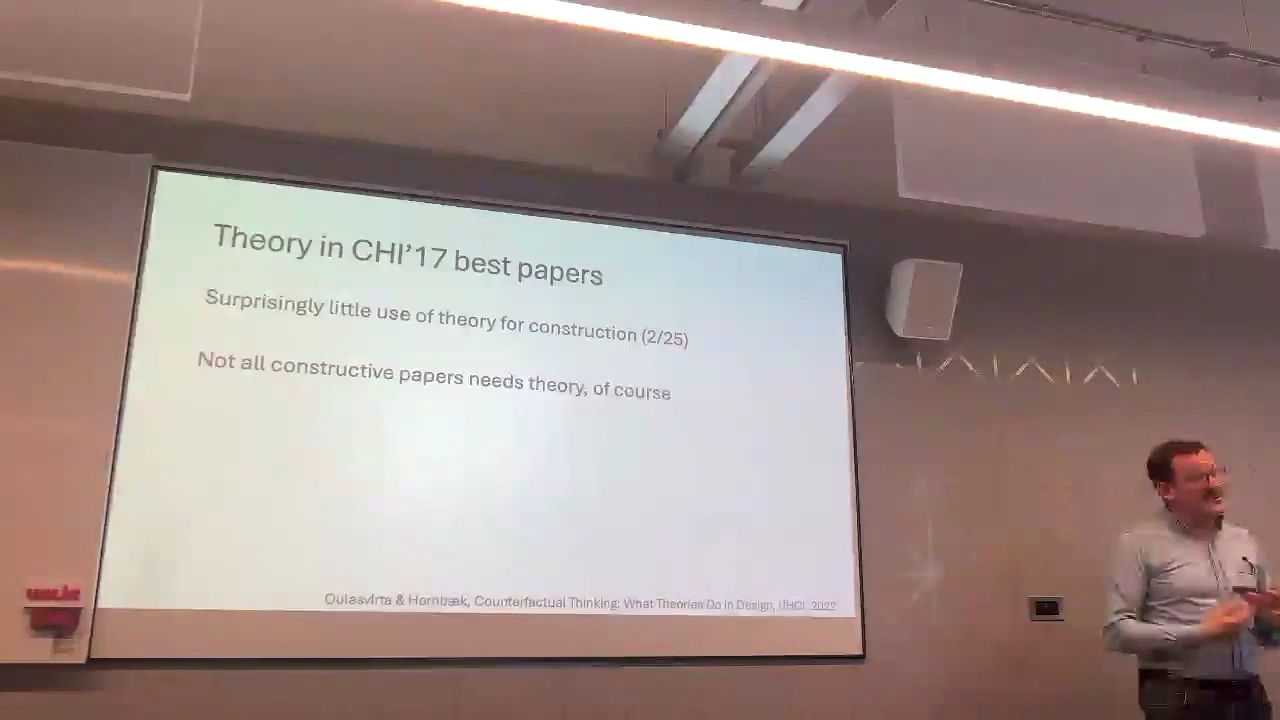 Theory in CHI’17 best papers
Surprisingly little use of theory for construction (2/25)
Not all constructive papers needs theory, of course
Oulasvirta & Hornbæk, Counterfactual Thinking: What Theories Do in Design, IJHCI, 2022